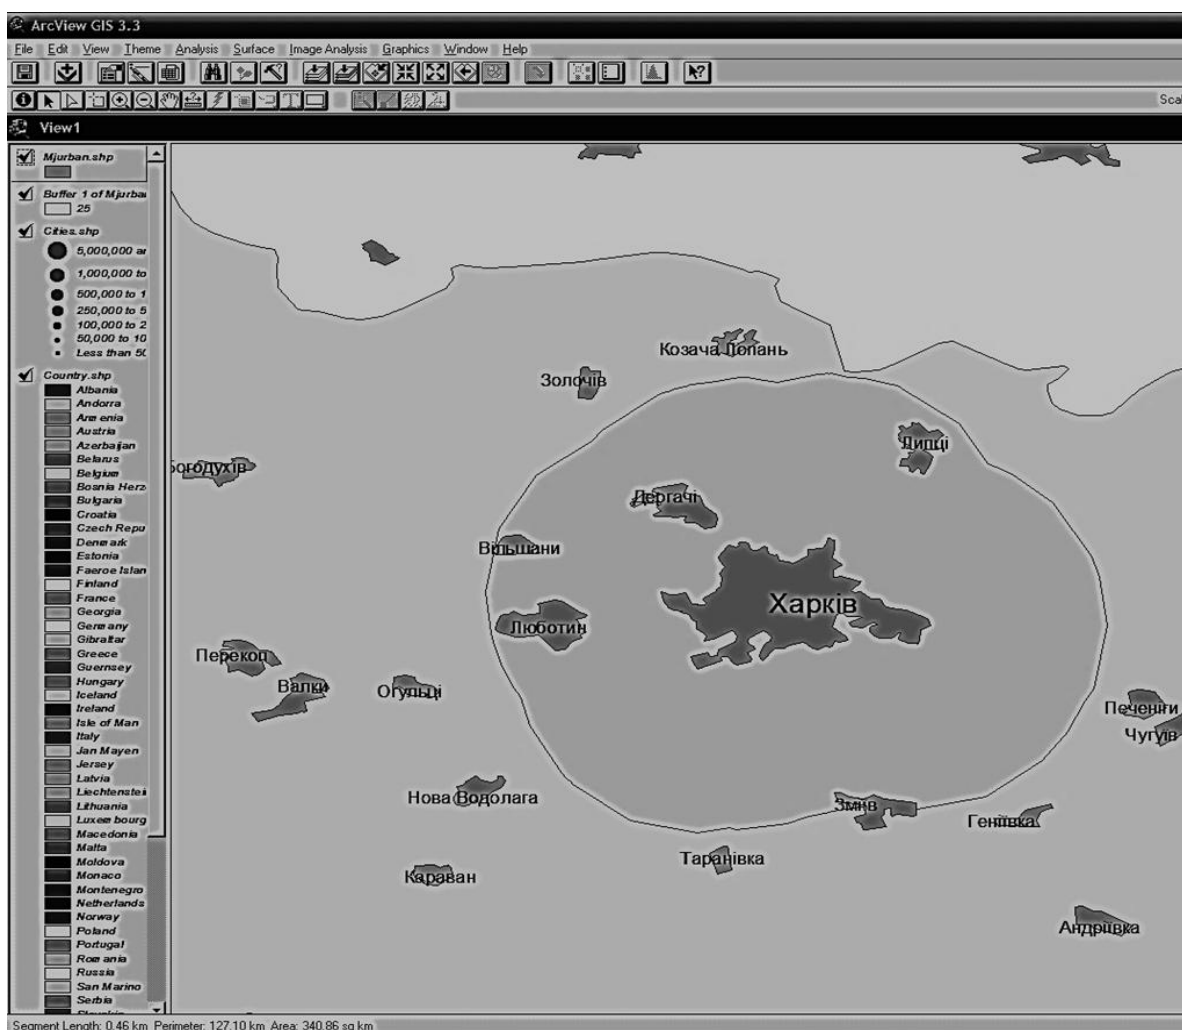 ArcView GIS 3.3
File Edit View Theme Analysis Surface Image Analysis Graphics Window Help
Scal
View1
Mjurban.shp
Buffer 1 of Mjurbar
25
Cities.shp
5,000,000 ar
1,000,000 to
500,000 to 1
250,000 to 5
100,000 to 2
50,000 to 10
Less than 50
Country.shp
Albania
Andorra
Armenia
Austria
Azerbaijan
Belarus
Belgium
Bosnia Herz
Bulgaria
Croatia
Czech Repu
Denmark
Estonia
Faeroe Islan
Finland
France
Georgia
Germany
Gibraltar
Greece
Guernsey
Hungary
Iceland
Ireland
Isle of Man
Italy
Jan Mayen
Jersey
Latvia
Liechtenstei
Lithuania
Luxembourg
Macedonia
Malta
Moldova
Monaco
Montenegro
Netherlands
Norway
Poland
Portugal
Romania
Russia
San Marino
Serbia
Козача Лопань
Золочів
Липці
Богодухів
Дергачі
Вільшани
Харків
Люботин
Перекоп
Валки
Огульці
Печеніги
Чугуїв
Нова Водолага
Зміїв
Геніївка
Таранівка
Караван
Андріївка
Segment Length: 0.46 km Perimeter: 127.10 km Area: 340.86 sq km